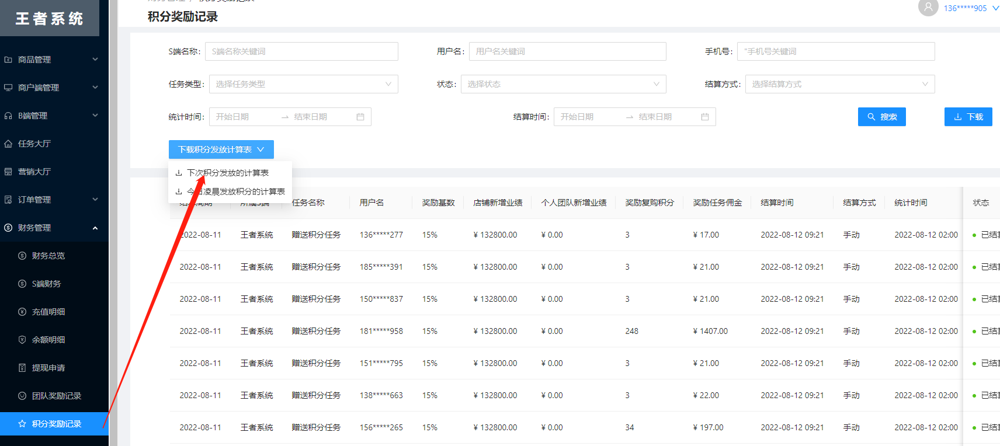 王者系统
商品管理
商户端管理
B端管理
任务大厅
营销大厅
订单管理
财务管理
财务总览
S端财务
充值明细
余额明细
提现申请
团队奖励记录
积分奖励记录
积分奖励记录
136*****905
S端名称： S端名称关键词 用户名： 用户名关键词 手机号： "手机号关键词
任务类型： 选择任务类型 状态： 选择状态 结算方式： 选择结算方式
统计时间： 开始日期 → 结束日期 结算时间： 开始日期 → 结束日期 搜索 下载
下载积分发放计算表
下次积分发放的计算表
今日凌晨发放积分的计算表
任务名称 用户名 奖励基数 店铺新增业绩 个人团队新增业绩 奖励复购积分 奖励任务佣金 结算时间 结算方式 统计时间 状态
2022-08-11 王者系统 赠送积分任务 136*****277 15% ¥ 132800.00 ¥ 0.00 3 ¥ 17.00 2022-08-12 09:21 手动 2022-08-12 02:00 已结
2022-08-11 王者系统 赠送积分任务 185*****391 15% ¥ 132800.00 ¥ 0.00 3 ¥ 21.00 2022-08-12 09:21 手动 2022-08-12 02:00 已结
2022-08-11 王者系统 赠送积分任务 150*****837 15% ¥ 132800.00 ¥ 0.00 3 ¥ 21.00 2022-08-12 09:21 手动 2022-08-12 02:00 已结
2022-08-11 王者系统 赠送积分任务 181*****958 15% ¥ 132800.00 ¥ 0.00 248 ¥ 1407.00 2022-08-12 09:21 手动 2022-08-12 02:00 已结
2022-08-11 王者系统 赠送积分任务 151*****795 15% ¥ 132800.00 ¥ 0.00 3 ¥ 21.00 2022-08-12 09:21 手动 2022-08-12 02:00 已结
2022-08-11 王者系统 赠送积分任务 138*****663 15% ¥ 132800.00 ¥ 0.00 3 ¥ 22.00 2022-08-12 09:21 手动 2022-08-12 02:00 已结
2022-08-11 王者系统 赠送积分任务 156*****265 15% ¥ 132800.00 ¥ 0.00 34 ¥ 197.00 2022-08-12 09:21 手动 2022-08-12 02:00 已结